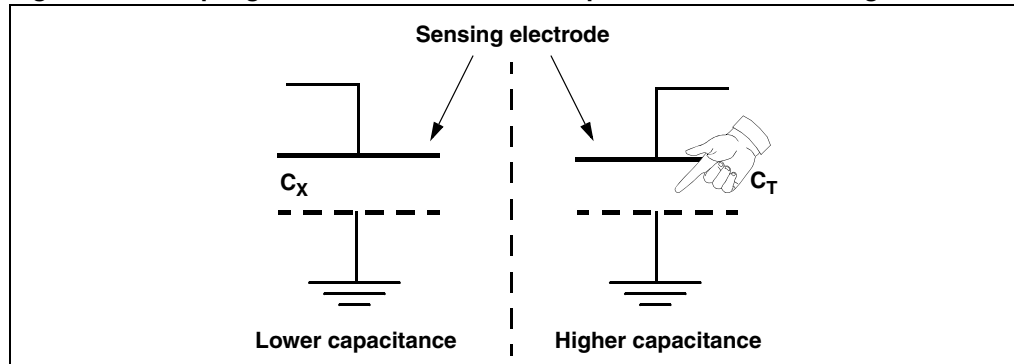 Sensing electrode
C_X
C_T
Lower capacitance
Higher capacitance